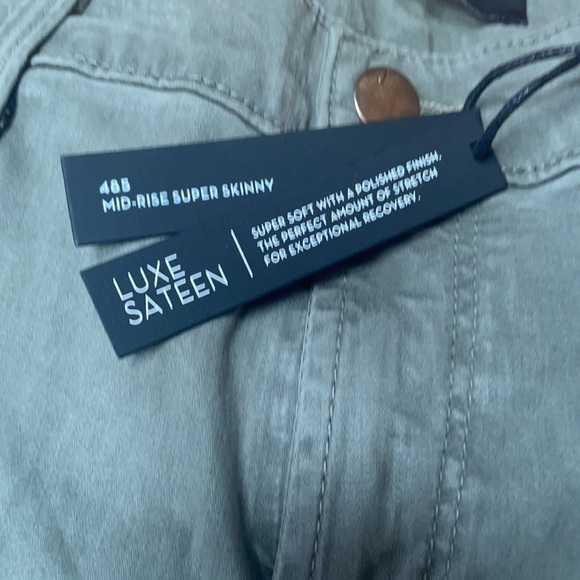 485
MID-RISE SUPER SKINNY
LUXE
SATEEN
SUPER SOFT WITH A POLISHED FINISH.
THE PERFECT AMOUNT OF STRETCH
FOR EXCEPTIONAL RECOVERY.